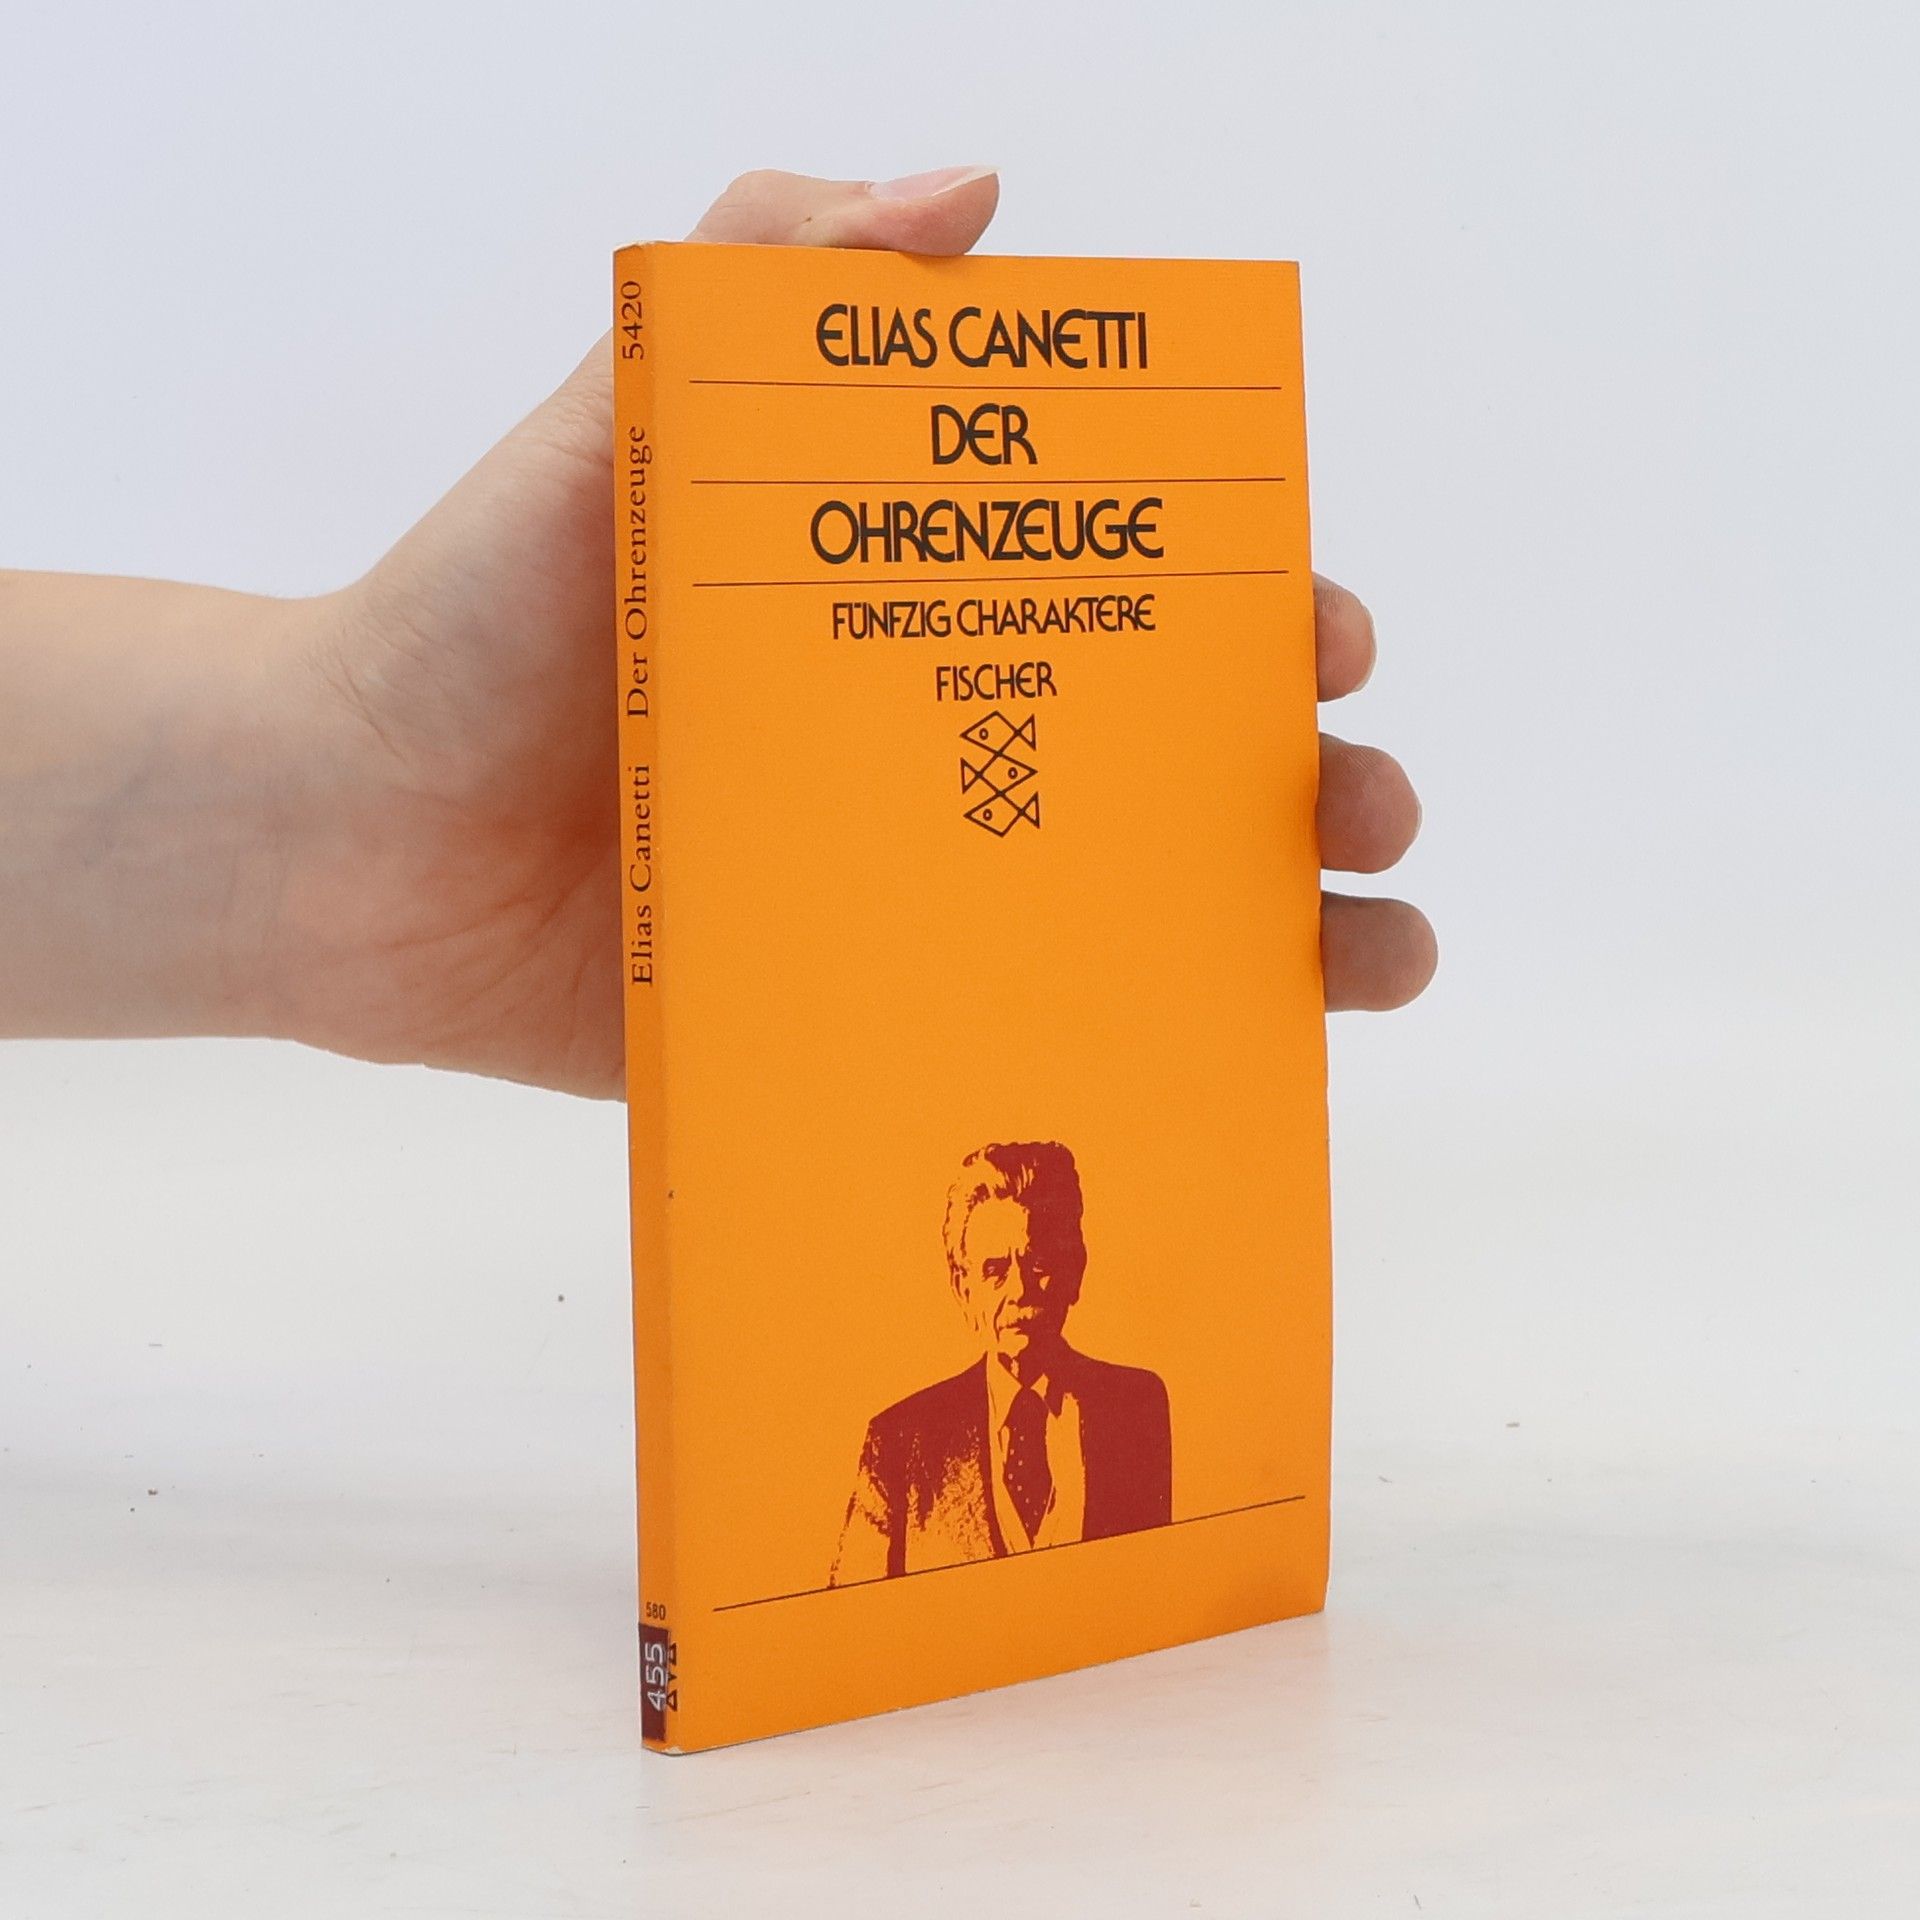 ELIAS CANETTI
DER
OHRENZEUGE
FÜNFZIG CHARAKTERE
FISCHER
Elias Canetti Der Ohrenzeuge 5420
580
455